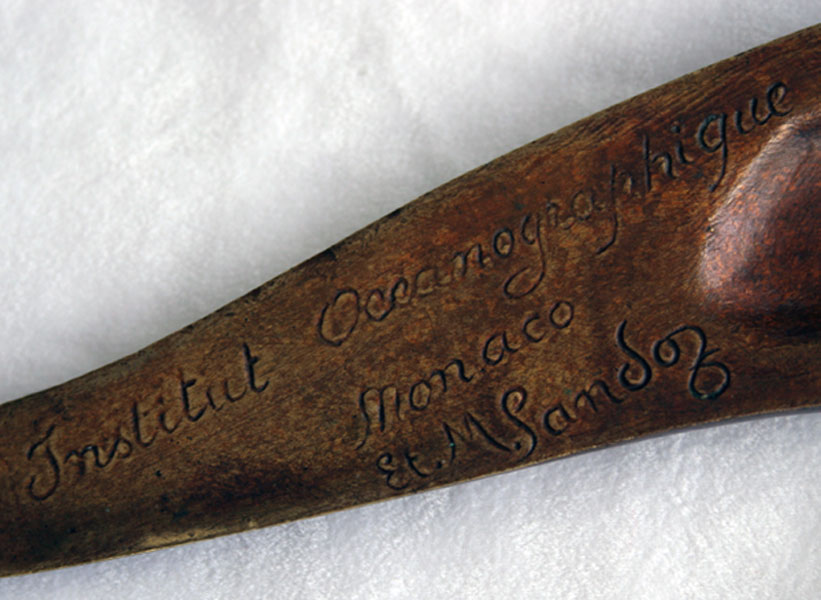 Institut Oceanographique
Monaco
Et. M. Sandoz